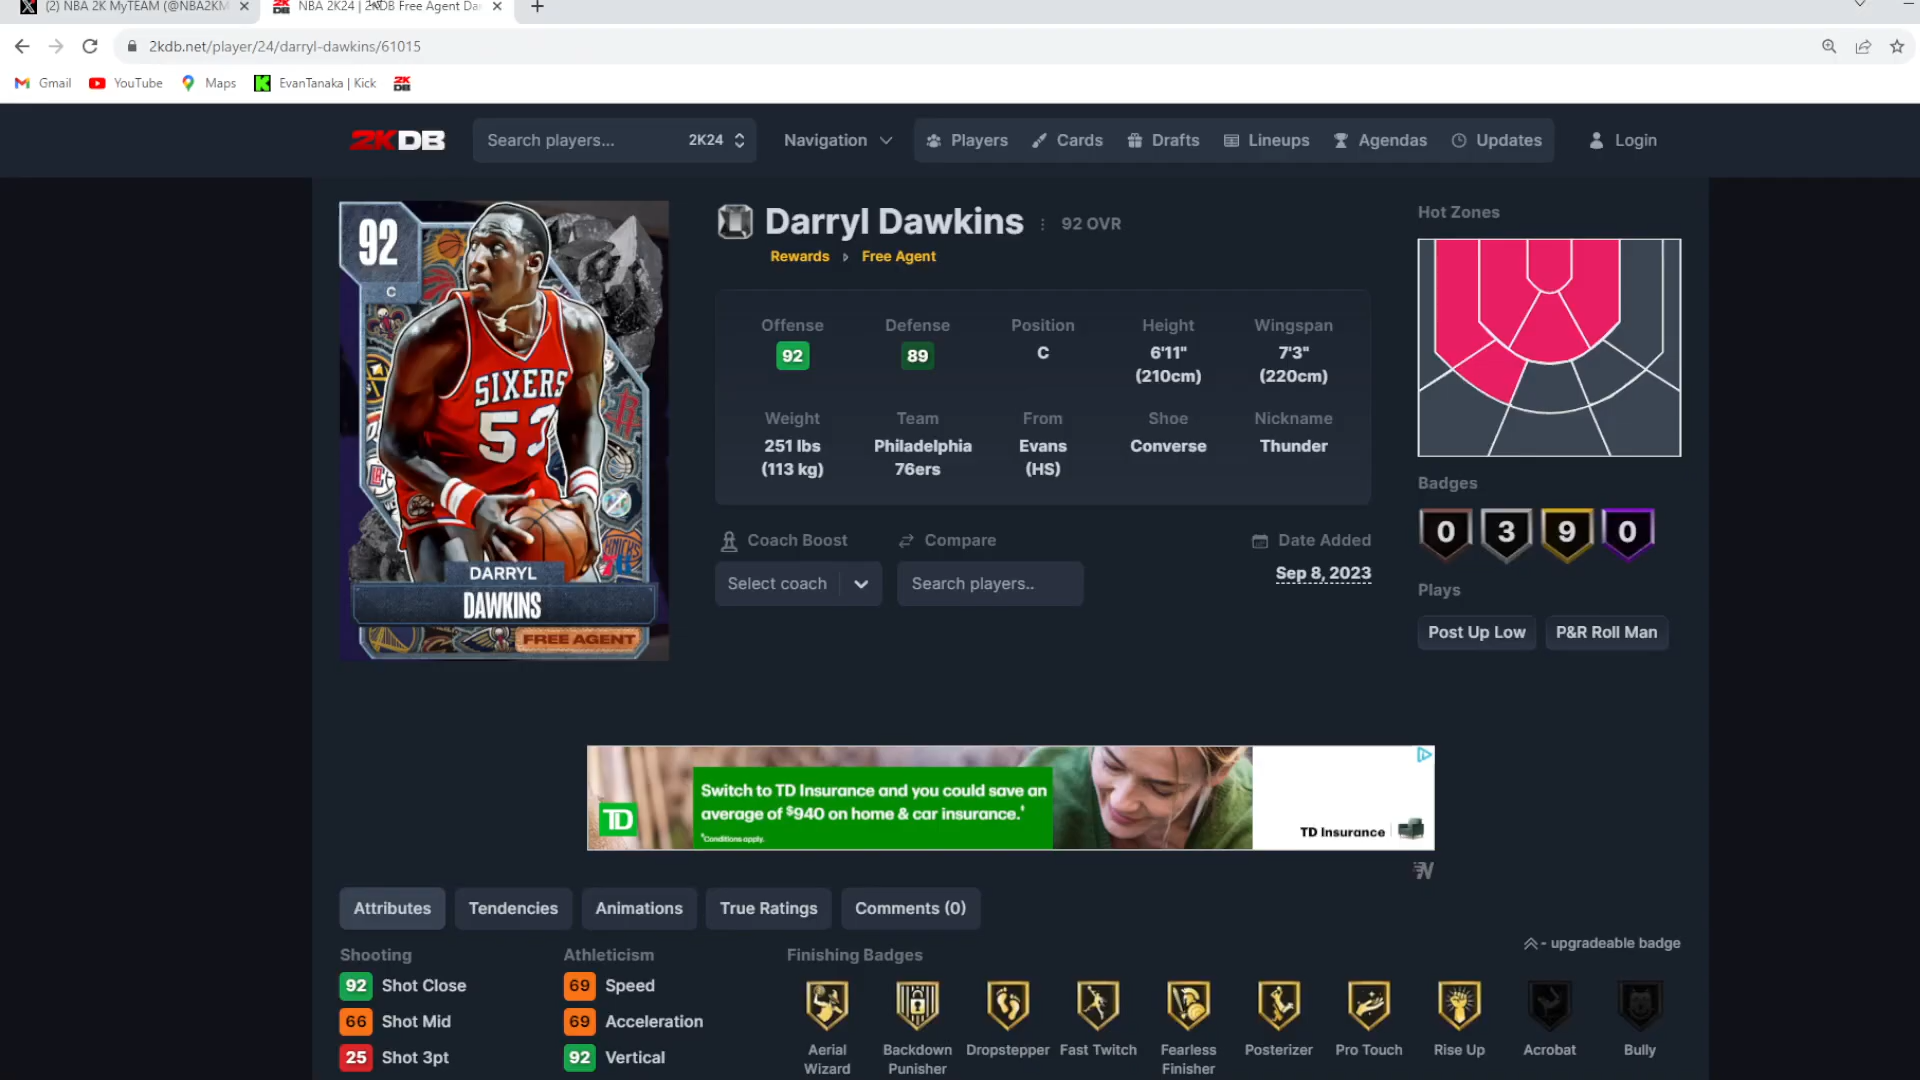 (2) NBA 2K MyTEAM (@NBA2KM
NBA 2K24 | 2KDB Free Agent Da
2kdb.net/player/24/darryl-dawkins/61015
Gmail
YouTube
Maps
EvanTanaka | Kick
2K DB
2KDB
Search players...
2K24
Navigation
Players
Cards
Drafts
Lineups
Agendas
Updates
Login
92
C
SIXERS
53
KNICKS
DARRYL
DAWKINS
FREE AGENT
Darryl Dawkins
92 OVR
Rewards
Free Agent
Offense
92
Defense
89
Position
C
Height
6'11"
(210cm)
Wingspan
7'3"
(220cm)
Weight
251 lbs
(113 kg)
Team
Philadelphia
76ers
From
Evans
(HS)
Shoe
Converse
Nickname
Thunder
Coach Boost
Select coach
Compare
Search players..
Date Added
Sep 8, 2023
Hot Zones
Badges
0
3
9
0
Plays
Post Up Low
P&R Roll Man
TD
Switch to TD Insurance and you could save an
average of $940 on home & car insurance.†
†Conditions apply.
TD Insurance
Attributes
Tendencies
Animations
True Ratings
Comments (0)
Shooting
92 Shot Close
66 Shot Mid
25 Shot 3pt
Athleticism
69 Speed
69 Acceleration
92 Vertical
Finishing Badges
- upgradeable badge
Aerial
Wizard
Backdown
Punisher
Dropstepper
Fast Twitch
Fearless
Finisher
Posterizer
Pro Touch
Rise Up
Acrobat
Bully